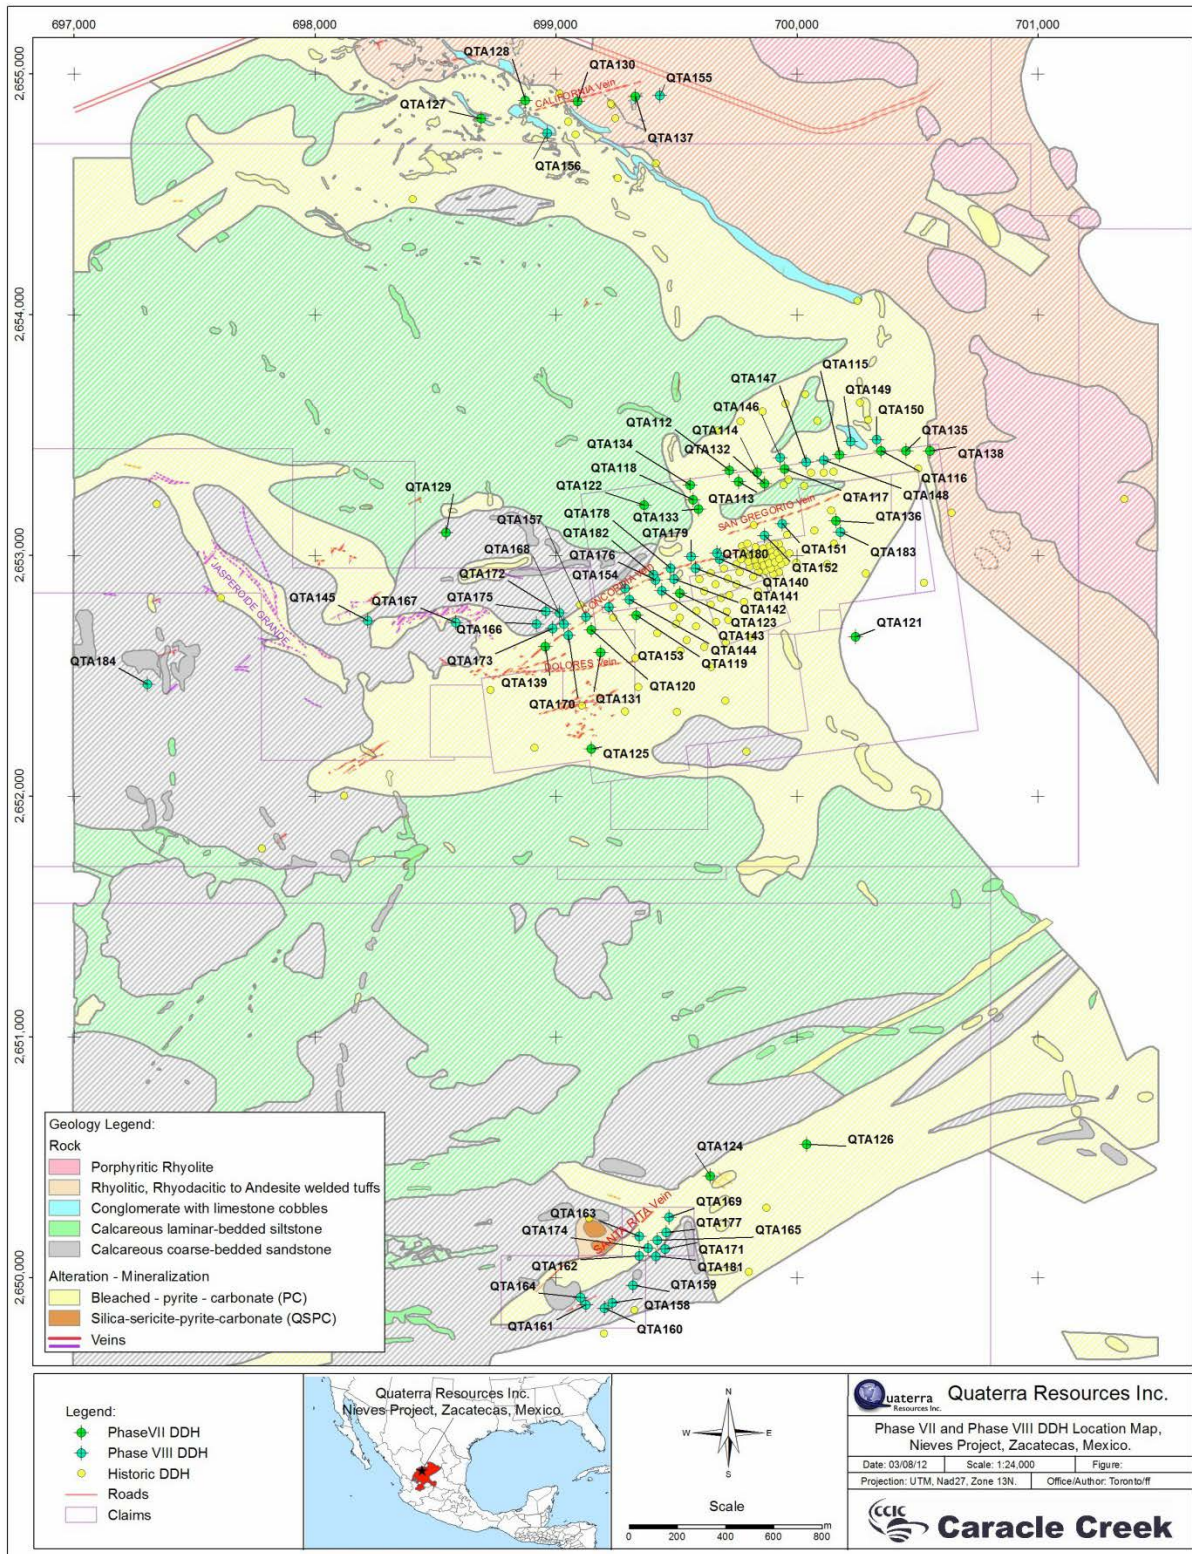 697,000
698,000
699,000
700,000
701,000
2,655,000
2,654,000
2,653,000
2,652,000
2,651,000
2,650,000
QTA128
QTA130
QTA155
QTA127
CALIFORNIA Vein
QTA137
QTA156
QTA115
QTA147
QTA149
QTA146
QTA150
QTA112
QTA114
QTA135
QTA134
QTA132
QTA138
QTA118
QTA116
QTA129
QTA122
QTA113
QTA117
QTA148
QTA157
QTA178
QTA133
SAN GREGORIO Vein
QTA136
QTA168
QTA182
QTA179
QTA151
QTA183
QTA172
QTA176
QTA180
QTA152
QTA154
CONCORDIA Vein
QTA140
JASPEROIDE GRANDE
QTA145
QTA167
QTA175
QTA141
QTA142
QTA166
QTA123
QTA121
QTA143
QTA173
QTA144
QTA184
DOLORES Vein
QTA153
QTA119
QTA139
QTA120
QTA170
QTA131
QTA125
QTA124
QTA126
SANTA RITA Vein
QTA169
QTA163
QTA177
QTA165
QTA174
QTA171
QTA162
QTA181
QTA164
QTA159
QTA158
QTA161
QTA160
Geology Legend:
Rock
Porphyritic Rhyolite
Rhyolitic, Rhyodacitic to Andesite welded tuffs
Conglomerate with limestone cobbles
Calcareous laminar-bedded siltstone
Calcareous coarse-bedded sandstone
Alteration - Mineralization
Bleached - pyrite - carbonate (PC)
Silica-sericite-pyrite-carbonate (QSPC)
Veins
Legend:
PhaseVII DDH
Phase VIII DDH
Historic DDH
Roads
Claims
Quaterra Resources Inc.
Nieves Project, Zacatecas, Mexico.
N
W E
S
Scale
0 200 400 600 800 m
Quaterra Resources Inc.
Quaterra Resources Inc.
Phase VII and Phase VIII DDH Location Map,
Nieves Project, Zacatecas, Mexico.
Date: 03/08/12 Scale: 1:24,000 Figure:
Projection: UTM, Nad27, Zone 13N. Office/Author: Toronto/ff
CCIC Caracle Creek